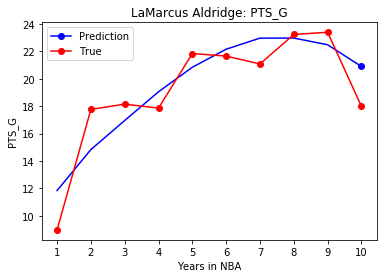 LaMarcus Aldridge: PTS_G
Prediction
True
PTS_G
24
22
20
18
16
14
12
10
1 2 3 4 5 6 7 8 9 10
Years in NBA